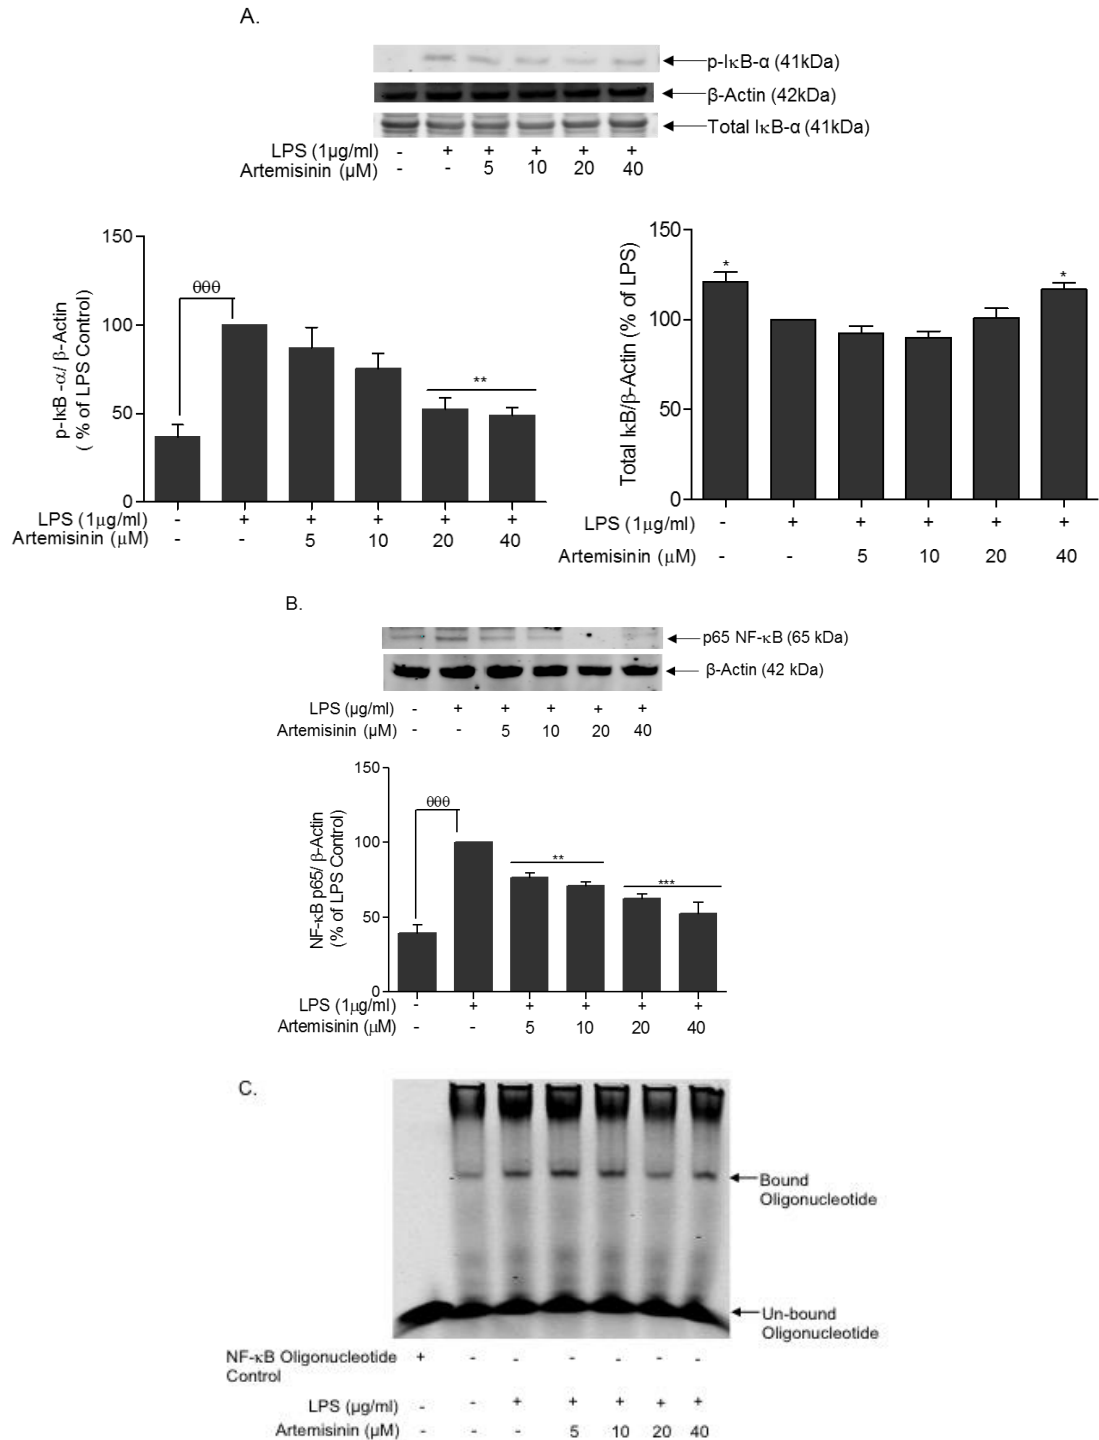 A.
p-IκB-α (41kDa)
β-Actin (42kDa)
Total IκB-α (41kDa)
LPS (1µg/ml) - + + + + +
Artemisinin (µM) - - 5 10 20 40
p-IκB -α/ β-Actin
( % of LPS Control)
150
100
50
0
θθθ
**
LPS (1µg/ml) - + + + + +
Artemisinin (µM) - - 5 10 20 40
Total IκB/β-Actin (% of LPS)
150
100
50
0
*
*
LPS (1µg/ml) - + + + + +
Artemisinin (µM) - - 5 10 20 40
B.
p65 NF-κB (65 kDa)
β-Actin (42 kDa)
LPS (µg/ml) - + + + + +
Artemisinin (µM) - - 5 10 20 40
NF-κB p65/ β-Actin
(% of LPS Control)
150
100
50
0
θθθ
**
***
LPS (1µg/ml) - + + + + +
Artemisinin (µM) - - 5 10 20 40
C.
Bound
Oligonucleotide
Un-bound
Oligonucleotide
NF-κB Oligonucleotide + - - - - - -
Control
LPS (µg/ml) - - + + + + +
Artemisinin (µM) - - - 5 10 20 40